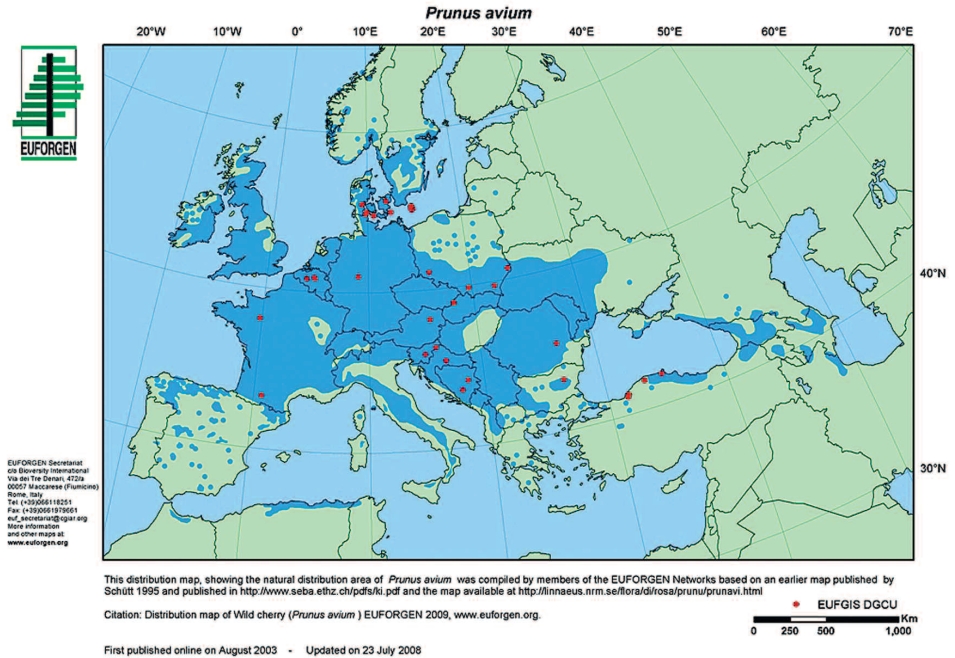 Prunus avium
20°W 10°W 0° 10°E 20°E 30°E 40°E 50°E 60°E 70°E
EUFORGEN
40°N
30°N
EUFORGEN Secretariat
c/o Bioversity International
Via dei Tre Denari, 472/a
00057 Maccarese (Fiumicino)
Rome, Italy
Tel. (+39)066118251
Fax: (+39)0661979661
euf_secretariat@cgiar.org
More information
and other maps at:
www.euforgen.org
10°W 0° 10°E 20°E 30°E 40°E 50°E
This distribution map, showing the natural distribution area of Prunus avium was compiled by members of the EUFORGEN Networks based on an earlier map published by
Schütt 1995 and published in http://www.seba.ethz.ch/pdfs/ki.pdf and the map available at http://linnaeus.nrm.se/flora/di/rosa/prunu/prunavi.html
EUFGIS DGCU
Citation: Distribution map of Wild cherry (Prunus avium ) EUFORGEN 2009, www.euforgen.org.
Km
0 250 500 1,000
First published online on August 2003 - Updated on 23 July 2008